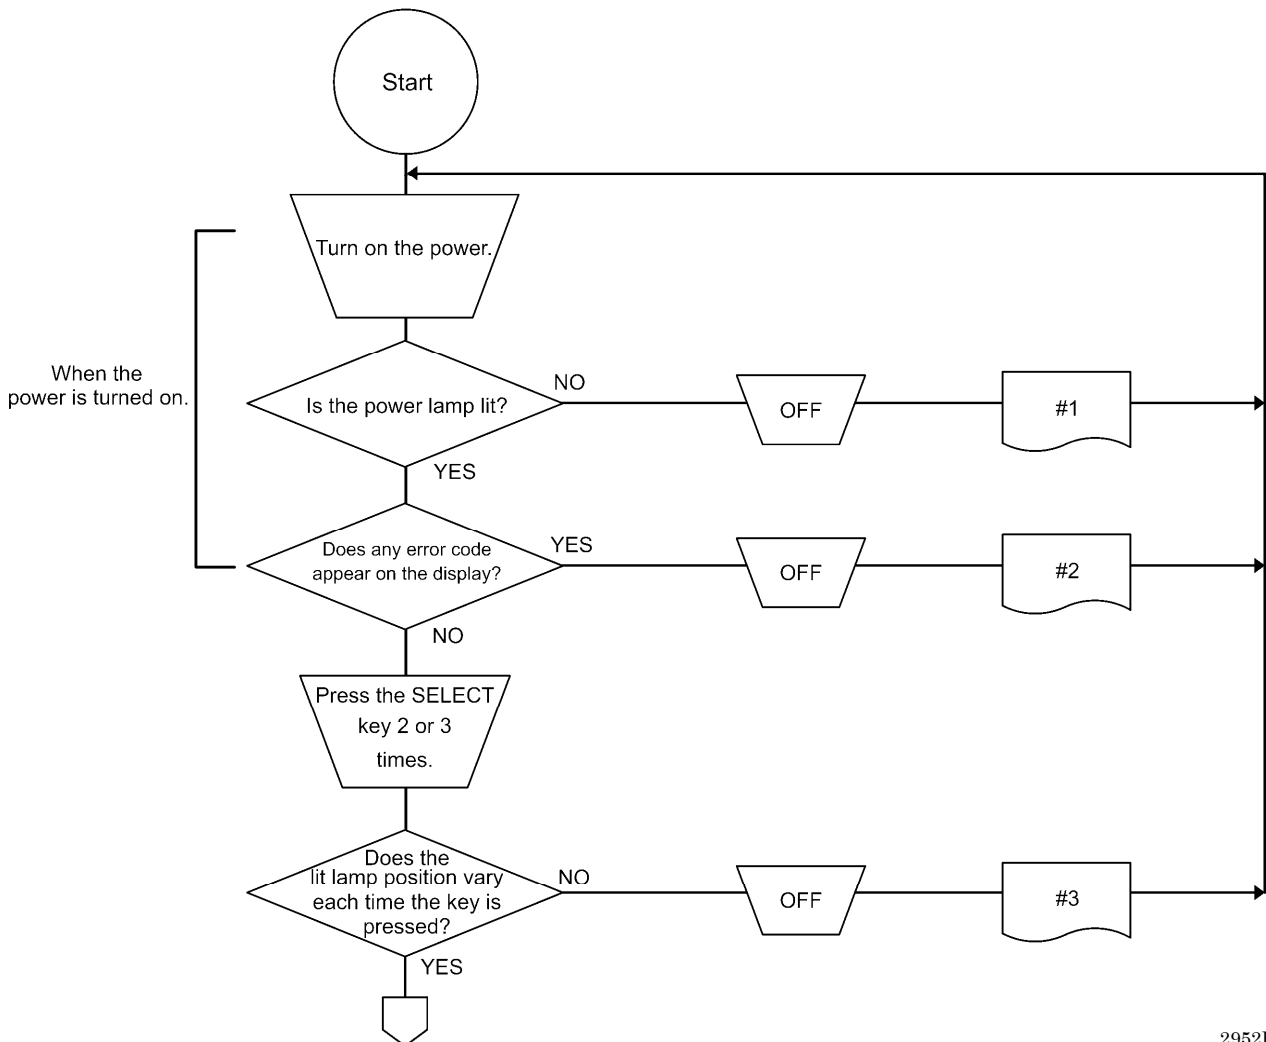 Start
Turn on the power.
When the
power is turned on.
Is the power lamp lit?
NO
OFF
#1
YES
Does any error code
appear on the display?
YES
OFF
#2
NO
Press the SELECT
key 2 or 3
times.
Does the
lit lamp position vary
each time the key is
pressed?
NO
OFF
#3
YES